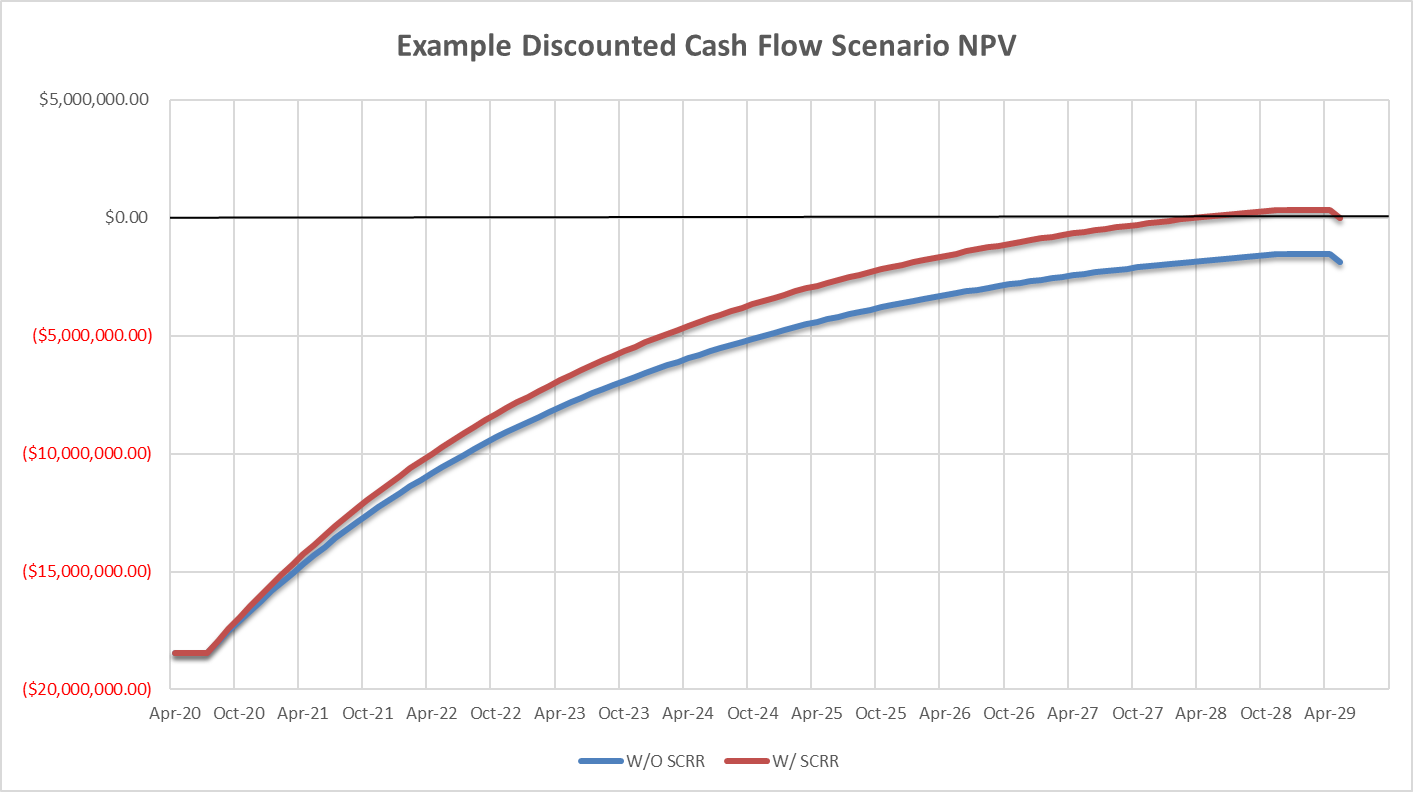 Example Discounted Cash Flow Scenario NPV
$5,000,000.00
$0.00
($5,000,000.00)
($10,000,000.00)
($15,000,000.00)
($20,000,000.00)
Apr-20 Oct-20 Apr-21 Oct-21 Apr-22 Oct-22 Apr-23 Oct-23 Apr-24 Oct-24 Apr-25 Oct-25 Apr-26 Oct-26 Apr-27 Oct-27 Apr-28 Oct-28 Apr-29
W/O SCRR W/ SCRR